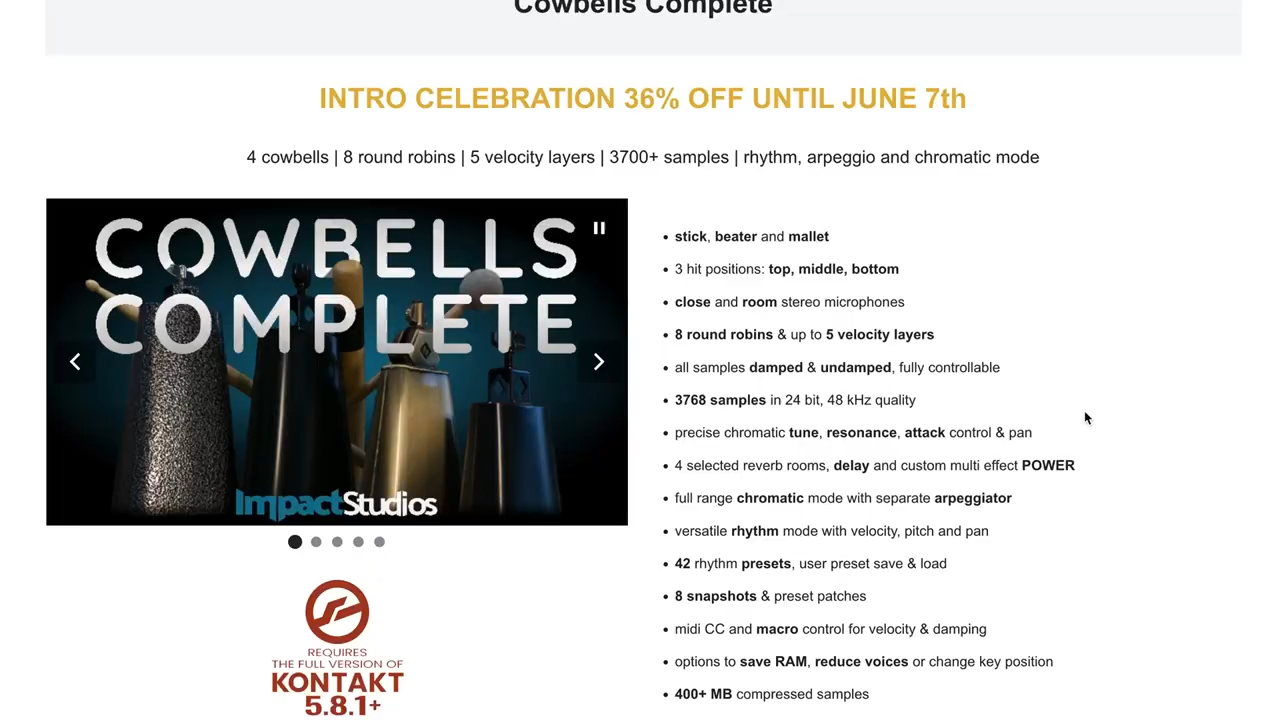 Cowbells Complete
INTRO CELEBRATION 36% OFF UNTIL JUNE 7th
4 cowbells | 8 round robins | 5 velocity layers | 3700+ samples | rhythm, arpeggio and chromatic mode
COWBELLS
COMPLETE
ImpactStudios
REQUIRES
THE FULL VERSION OF
KONTAKT
5.8.1+
• stick, beater and mallet
• 3 hit positions: top, middle, bottom
• close and room stereo microphones
• 8 round robins & up to 5 velocity layers
• all samples damped & undamped, fully controllable
• 3768 samples in 24 bit, 48 kHz quality
• precise chromatic tune, resonance, attack control & pan
• 4 selected reverb rooms, delay and custom multi effect POWER
• full range chromatic mode with separate arpeggiator
• versatile rhythm mode with velocity, pitch and pan
• 42 rhythm presets, user preset save & load
• 8 snapshots & preset patches
• midi CC and macro control for velocity & damping
• options to save RAM, reduce voices or change key position
• 400+ MB compressed samples